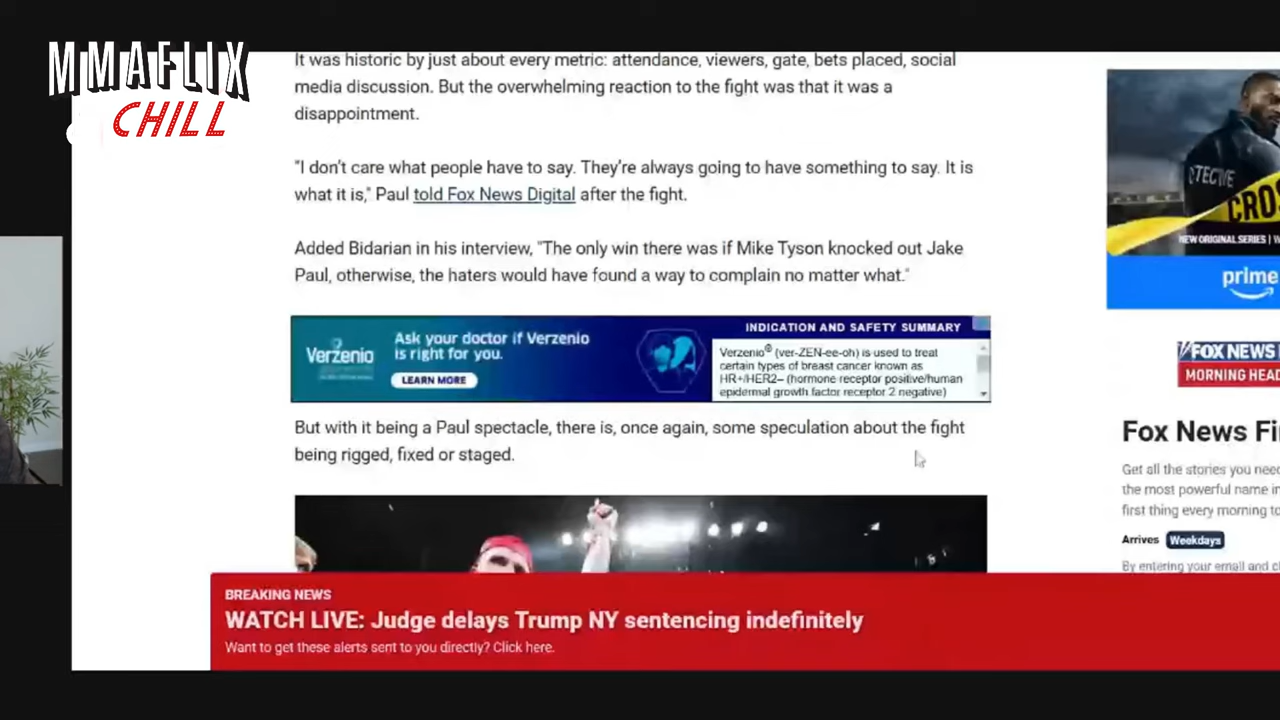 MMAFLIX
CHILL
It was historic by just about every metric: attendance, viewers, gate, bets placed, social
media discussion. But the overwhelming reaction to the fight was that it was a
disappointment.
"I don't care what people have to say. They're always going to have something to say. It is
what it is," Paul told Fox News Digital after the fight.
Added Bidarian in his interview, "The only win there was if Mike Tyson knocked out Jake
Paul, otherwise, the haters would have found a way to complain no matter what."
Verzenio
Ask your doctor if Verzenio
is right for you.
LEARN MORE
INDICATION AND SAFETY SUMMARY
Verzenio® (ver-ZEN-ee-oh) is used to treat
certain types of breast cancer known as
HR+/HER2– (hormone receptor positive/human
epidermal growth factor receptor 2 negative)
But with it being a Paul spectacle, there is, once again, some speculation about the fight
being rigged, fixed or staged.
DETECTIVE
CROS
NEW ORIGINAL SERIES | W
prime
FOX NEWS
MORNING HEAD
Fox News Fi
Get all the stories you need
the most powerful name in
first thing every morning to
Arrives Weekdays
By entering your email and cl
BREAKING NEWS
WATCH LIVE: Judge delays Trump NY sentencing indefinitely
Want to get these alerts sent to you directly? Click here.